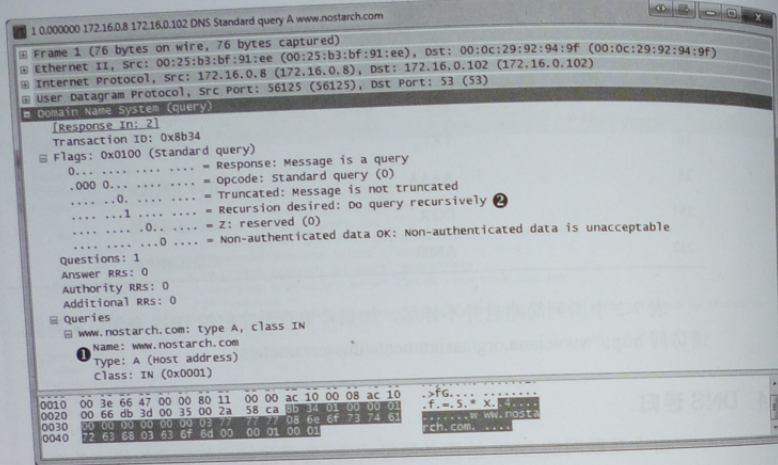 1 0.000000 172.16.0.8 172.16.0.102 DNS Standard query A www.nostarch.com
Frame 1 (76 bytes on wire, 76 bytes captured)
Ethernet II, Src: 00:25:b3:bf:91:ee (00:25:b3:bf:91:ee), Dst: 00:0c:29:92:94:9f (00:0c:29:92:94:9f)
Internet Protocol, Src: 172.16.0.8 (172.16.0.8), Dst: 172.16.0.102 (172.16.0.102)
User Datagram Protocol, Src Port: 56125 (56125), Dst Port: 53 (53)
Domain Name System (query)
[Response In: 2]
Transaction ID: 0x8b34
Flags: 0x0100 (Standard query)
0... .... .... .... = Response: Message is a query
.000 0... .... .... = Opcode: Standard query (0)
.... ..0. .... .... = Truncated: Message is not truncated
.... ...1 .... .... = Recursion desired: Do query recursively ❷
.... .... .0.. .... = Z: reserved (0)
.... .... ...0 .... = Non-authenticated data OK: Non-authenticated data is unacceptable
Questions: 1
Answer RRs: 0
Authority RRs: 0
Additional RRs: 0
Queries
www.nostarch.com: type A, class IN
❶ Name: www.nostarch.com
Type: A (Host address)
Class: IN (0x0001)
0010 00 3e 66 47 00 00 80 11 00 00 ac 10 00 08 ac 10 .>fG.... ........
0020 00 66 db 3d 00 35 00 2a 58 ca 8b 34 01 00 00 01 .f.=.5.* X..4....
0030 00 00 00 00 00 00 03 77 77 77 08 6e 6f 73 74 61 .......w ww.nosta
0040 72 63 68 03 63 6f 6d 00 00 01 00 01 rch.com. ....
DNS